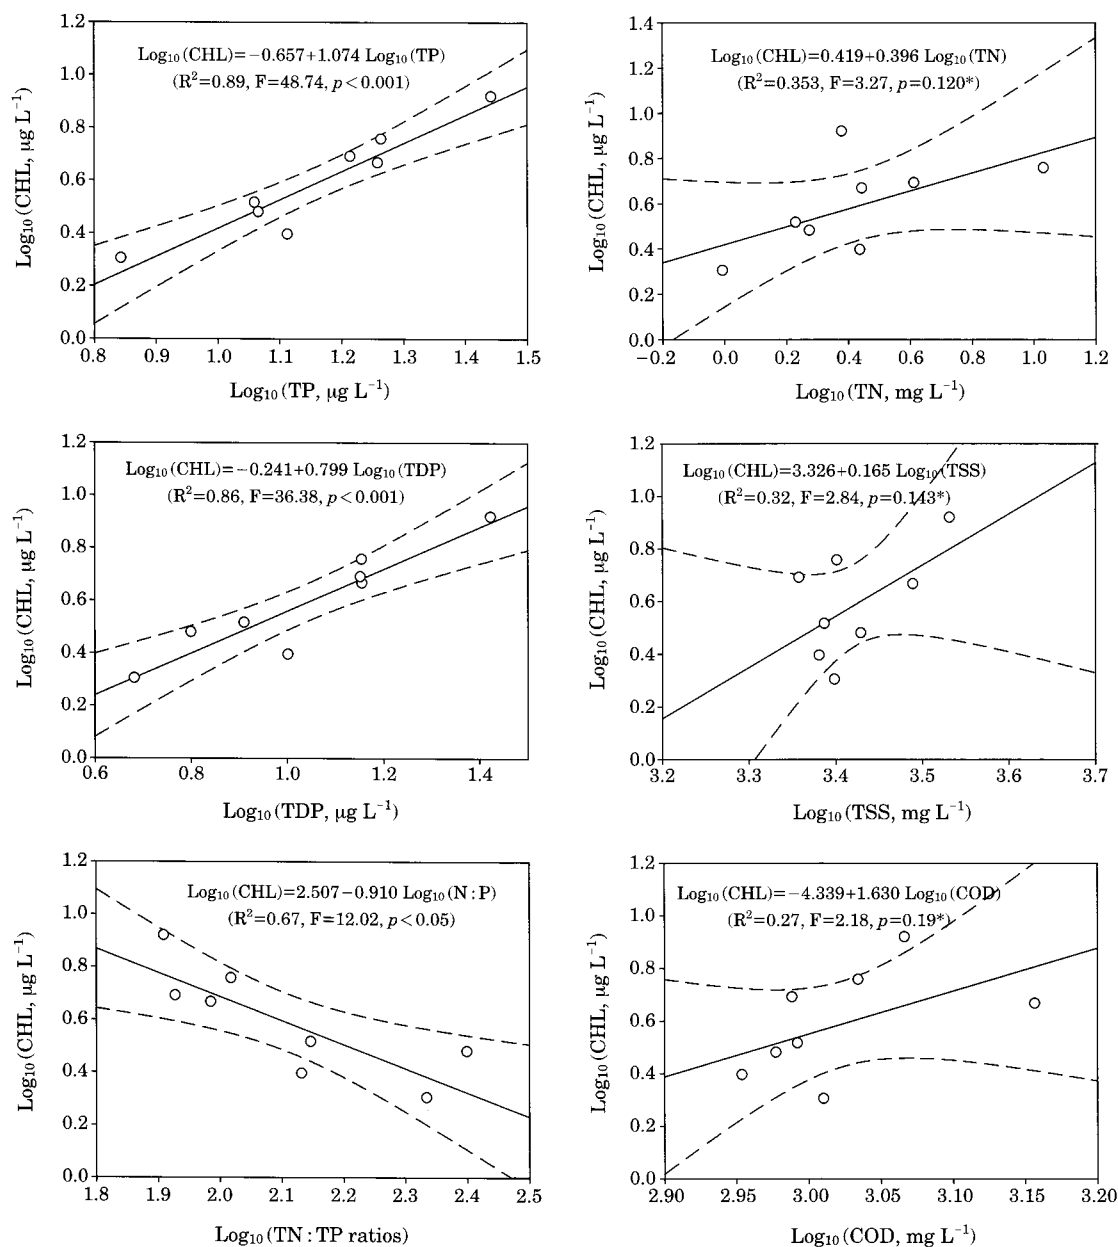 Log₁₀(CHL)=−0.657+1.074 Log₁₀(TP)
(R²=0.89, F=48.74, p<0.001)
Log₁₀(CHL, μg L⁻¹)
1.2
1.0
0.8
0.6
0.4
0.2
0.0
0.8 0.9 1.0 1.1 1.2 1.3 1.4 1.5
Log₁₀(TP, μg L⁻¹)
Log₁₀(CHL)=0.419+0.396 Log₁₀(TN)
(R²=0.353, F=3.27, p=0.120*)
Log₁₀(CHL, μg L⁻¹)
1.4
1.2
1.0
0.8
0.6
0.4
0.2
0.0
−0.2 0.0 0.2 0.4 0.6 0.8 1.0 1.2
Log₁₀(TN, mg L⁻¹)
Log₁₀(CHL)=−0.241+0.799 Log₁₀(TDP)
(R²=0.86, F=36.38, p<0.001)
Log₁₀(CHL, μg L⁻¹)
1.2
1.0
0.8
0.6
0.4
0.2
0.0
0.6 0.8 1.0 1.2 1.4
Log₁₀(TDP, μg L⁻¹)
Log₁₀(CHL)=3.326+0.165 Log₁₀(TSS)
(R²=0.32, F=2.84, p=0.143*)
Log₁₀(CHL, μg L⁻¹)
1.2
1.0
0.8
0.6
0.4
0.2
0.0
3.2 3.3 3.4 3.5 3.6 3.7
Log₁₀(TSS, mg L⁻¹)
Log₁₀(CHL)=2.507−0.910 Log₁₀(N:P)
(R²=0.67, F=12.02, p<0.05)
Log₁₀(CHL, μg L⁻¹)
1.2
1.0
0.8
0.6
0.4
0.2
0.0
1.8 1.9 2.0 2.1 2.2 2.3 2.4 2.5
Log₁₀(TN:TP ratios)
Log₁₀(CHL)=−4.339+1.630 Log₁₀(COD)
(R²=0.27, F=2.18, p=0.19*)
Log₁₀(CHL, μg L⁻¹)
1.2
1.0
0.8
0.6
0.4
0.2
0.0
2.90 2.95 3.00 3.05 3.10 3.15 3.20
Log₁₀(COD, mg L⁻¹)